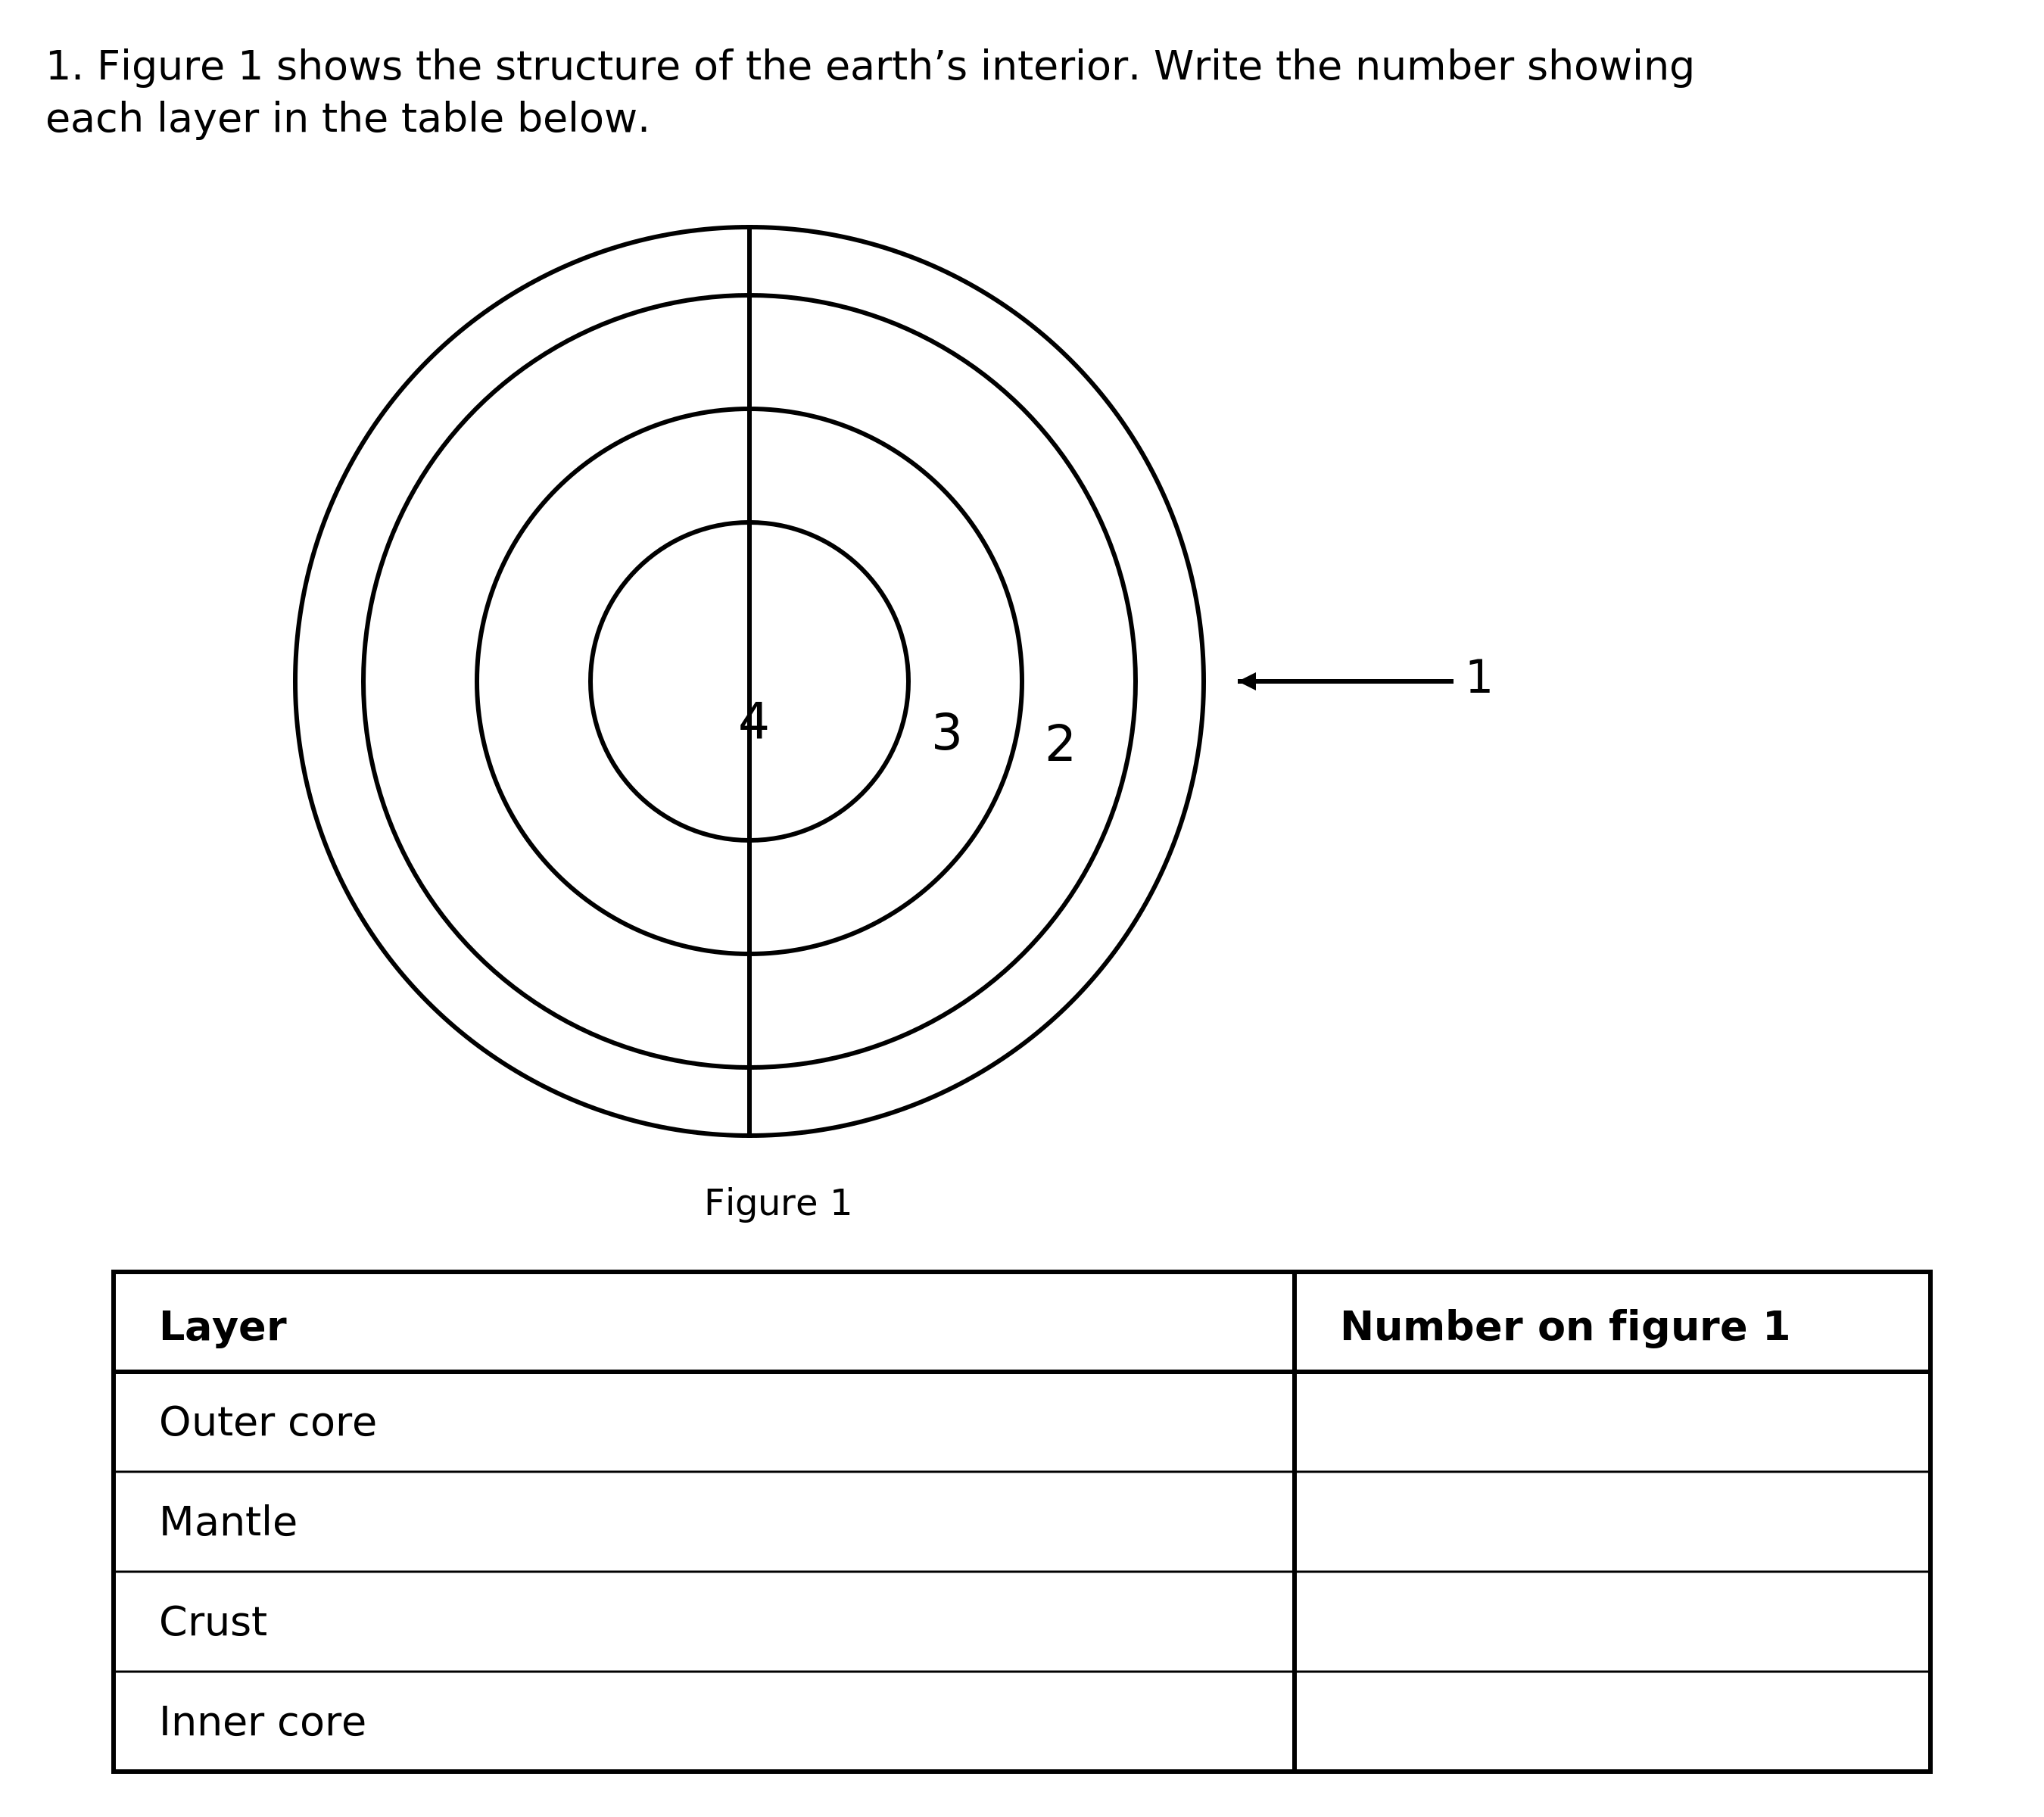 1. Figure 1 shows the structure of the earth’s interior. Write the number showing
each layer in the table below.
1
4
3
2
Figure 1
Layer Number on figure 1
Outer core
Mantle
Crust
Inner core